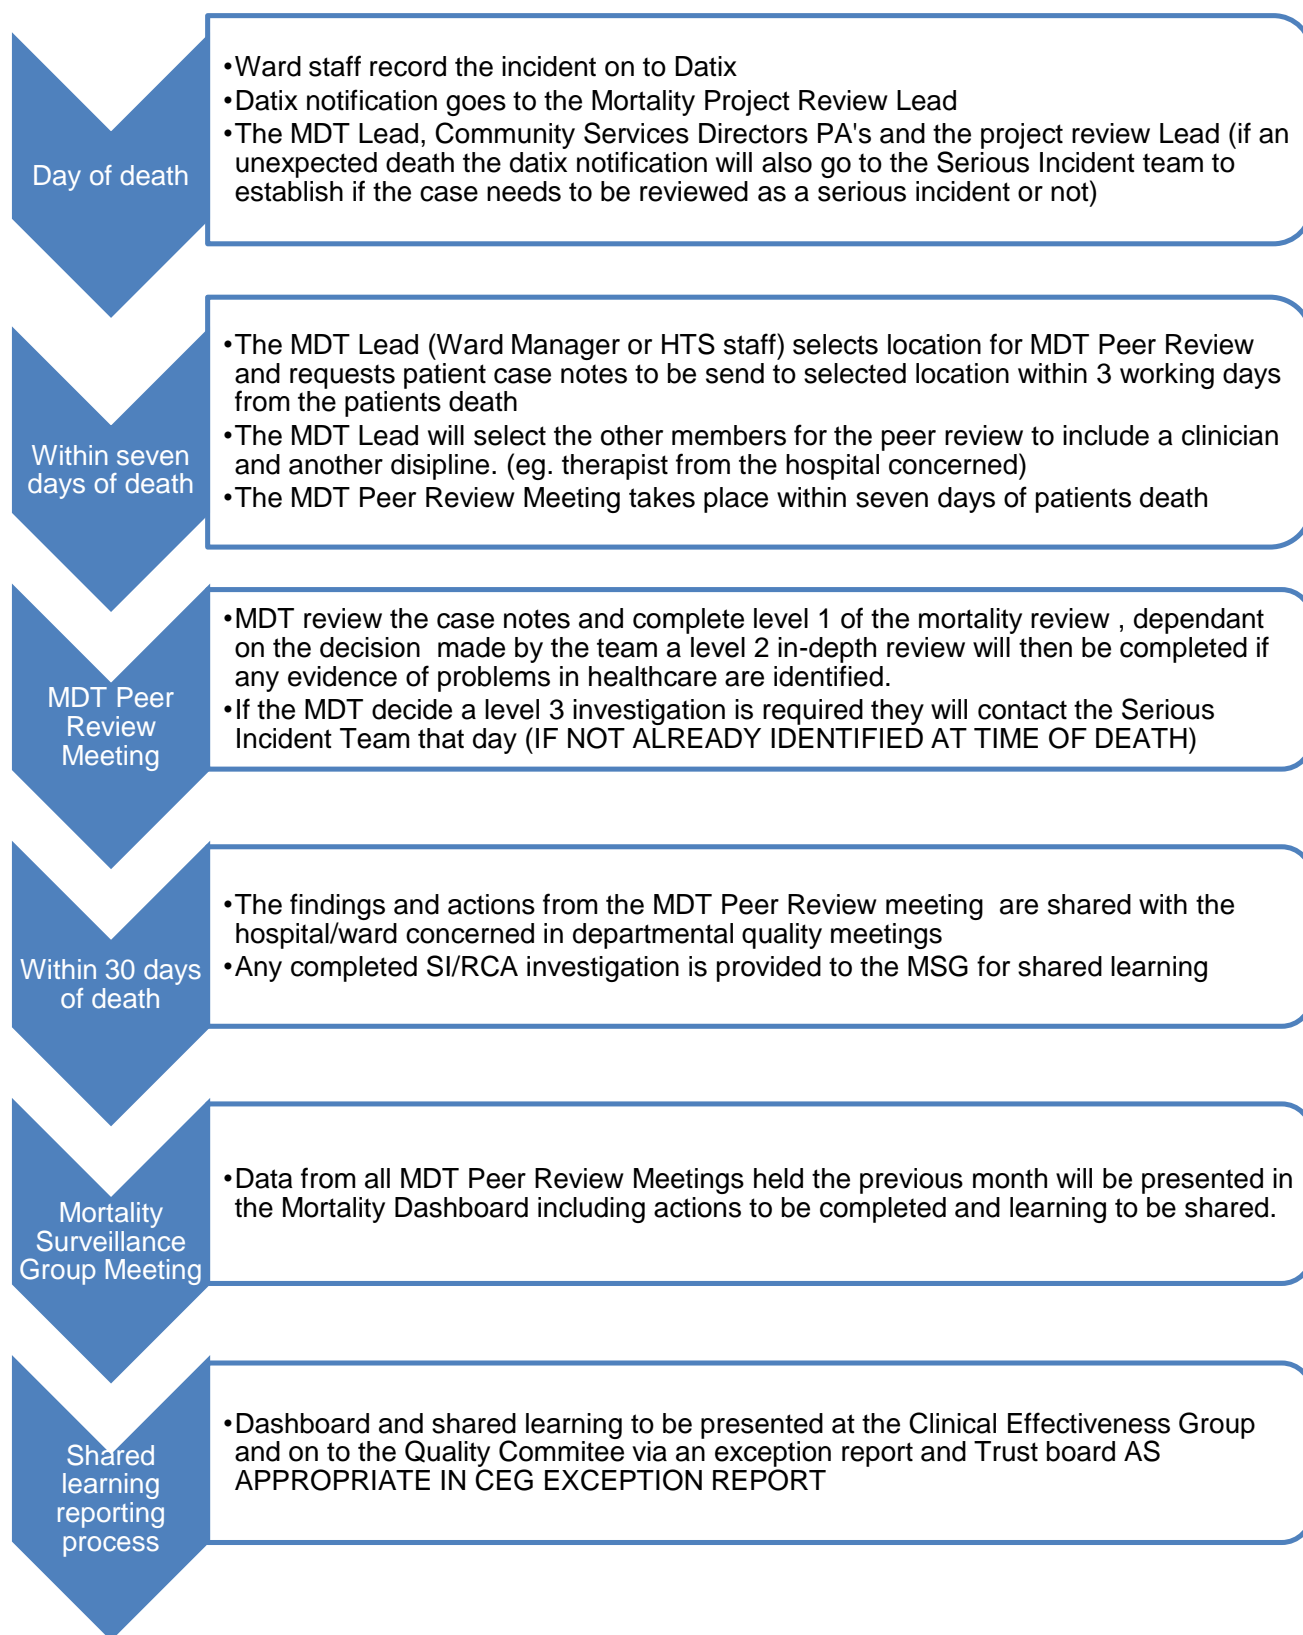 Day of death
•Ward staff record the incident on to Datix
•Datix notification goes to the Mortality Project Review Lead
•The MDT Lead, Community Services Directors PA's and the project review Lead (if an
unexpected death the datix notification will also go to the Serious Incident team to
establish if the case needs to be reviewed as a serious incident or not)
Within seven
days of death
•The MDT Lead (Ward Manager or HTS staff) selects location for MDT Peer Review
and requests patient case notes to be send to selected location within 3 working days
from the patients death
•The MDT Lead will select the other members for the peer review to include a clinician
and another disipline. (eg. therapist from the hospital concerned)
•The MDT Peer Review Meeting takes place within seven days of patients death
MDT Peer
Review
Meeting
•MDT review the case notes and complete level 1 of the mortality review , dependant
on the decision  made by the team a level 2 in-depth review will then be completed if
any evidence of problems in healthcare are identified.
•If the MDT decide a level 3 investigation is required they will contact the Serious
Incident Team that day (IF NOT ALREADY IDENTIFIED AT TIME OF DEATH)
Within 30 days
of death
•The findings and actions from the MDT Peer Review meeting  are shared with the
hospital/ward concerned in departmental quality meetings
•Any completed SI/RCA investigation is provided to the MSG for shared learning
Mortality
Surveillance
Group Meeting
•Data from all MDT Peer Review Meetings held the previous month will be presented in
the Mortality Dashboard including actions to be completed and learning to be shared.
Shared
learning
reporting
process
•Dashboard and shared learning to be presented at the Clinical Effectiveness Group
and on to the Quality Commitee via an exception report and Trust board AS
APPROPRIATE IN CEG EXCEPTION REPORT